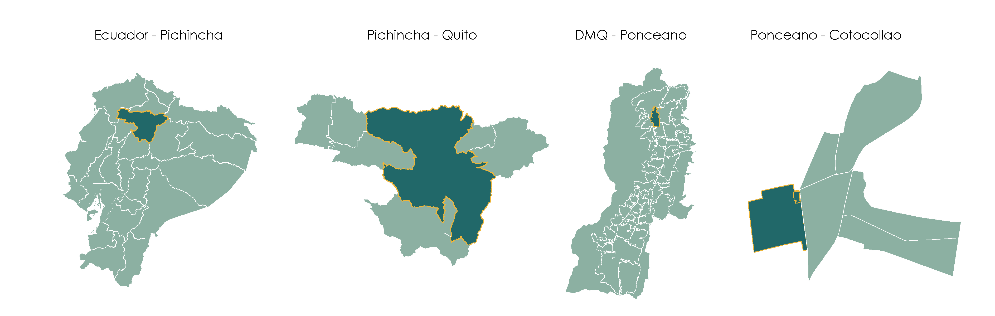 Ecuador - Pichincha
Pichincha - Quito
DMQ - Ponceano
Ponceano - Cotocollao